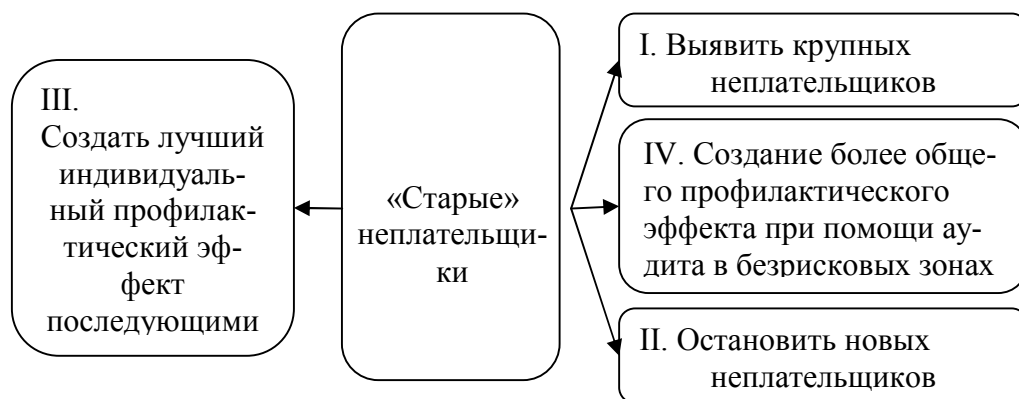 III.
Создать лучший
индивидуаль-
ный профилак-
тический эф-
фект
последующими
«Старые»
неплательщи-
ки
I. Выявить крупных
неплательщиков
IV. Создание более обще-
го профилактического
эффекта при помощи ау-
дита в безрисковых зонах
II. Остановить новых
неплательщиков